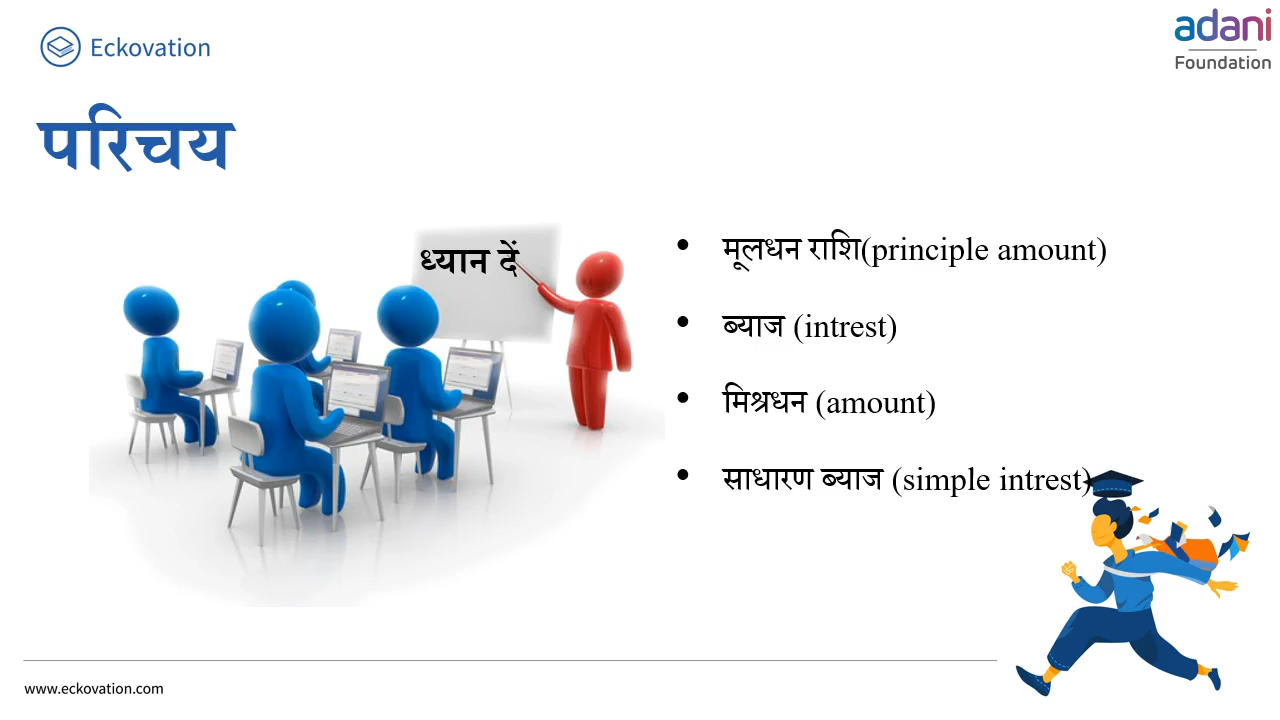 Eckovation
adani
Foundation
परिचय
ध्यान दें
• मूलधन राशि(principle amount)
• ब्याज (intrest)
• मिश्रधन (amount)
• साधारण ब्याज (simple intrest)
www.eckovation.com